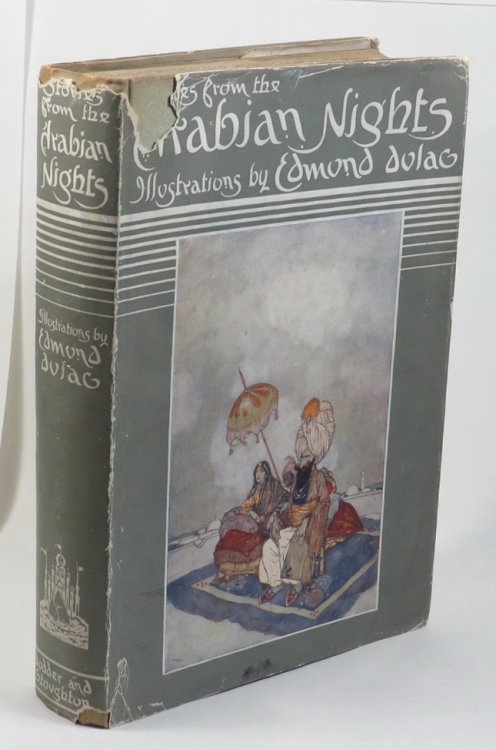 Stories
from the
Arabian
Nights
Illustrations by
Edmund
Dulac
and
Stoughton
from the
Arabian Nights
Illustrations by Edmund Dulac